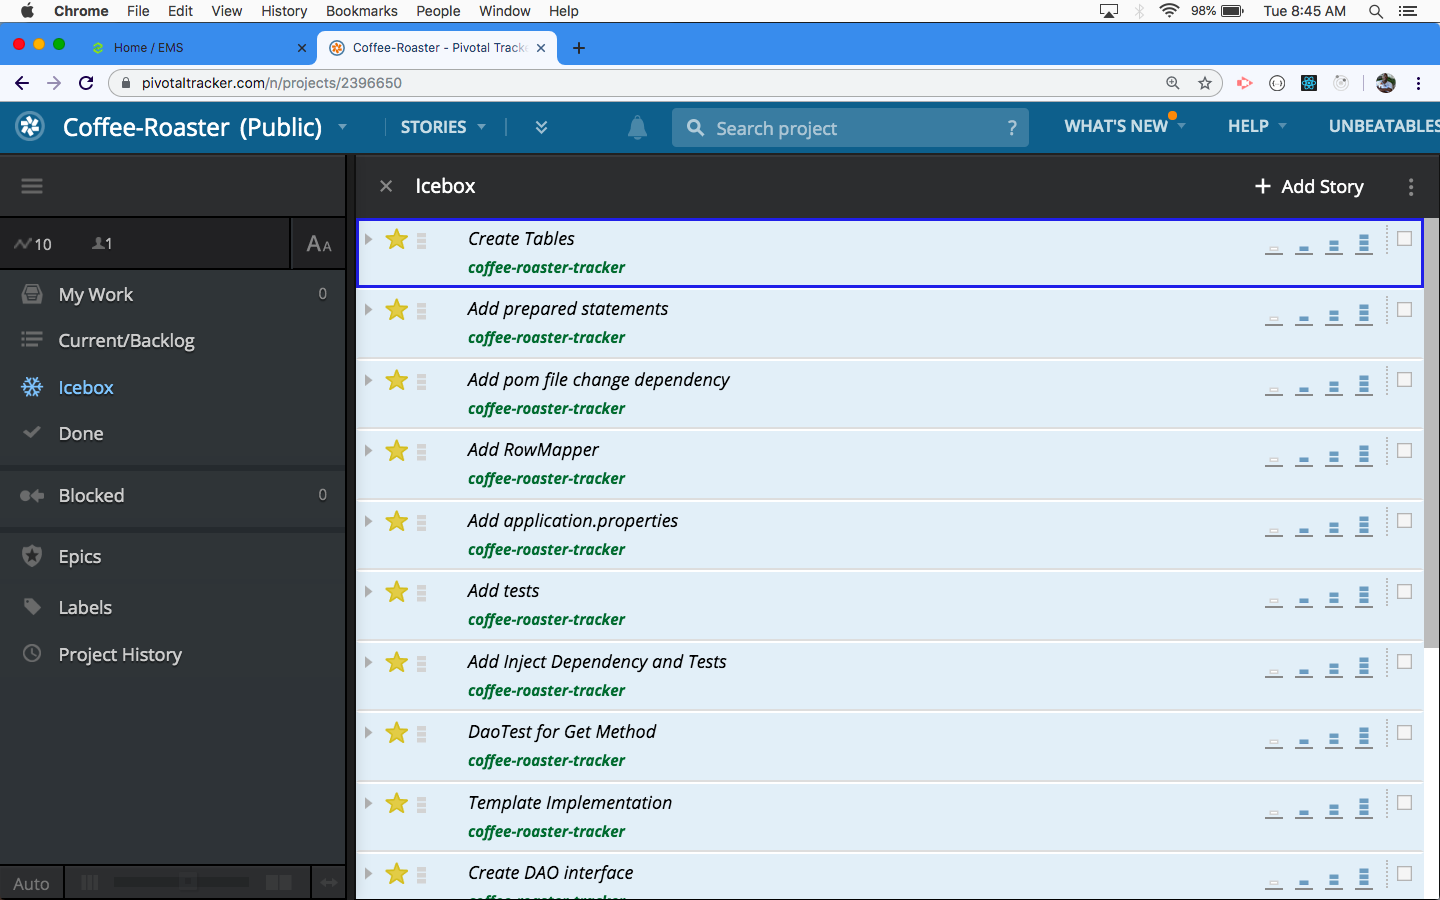 Chrome File Edit View History Bookmarks People Window Help 98% Tue 8:45 AM
Home / EMS
Coffee-Roaster - Pivotal Track
pivotaltracker.com/n/projects/2396650
Coffee-Roaster (Public) STORIES Search project ? WHAT'S NEW HELP UNBEATABLES
Icebox
+ Add Story
10 1 AA
My Work 0
Current/Backlog
Icebox
Done
Blocked 0
Epics
Labels
Project History
Auto
Create Tables
coffee-roaster-tracker
Add prepared statements
coffee-roaster-tracker
Add pom file change dependency
coffee-roaster-tracker
Add RowMapper
coffee-roaster-tracker
Add application.properties
coffee-roaster-tracker
Add tests
coffee-roaster-tracker
Add Inject Dependency and Tests
coffee-roaster-tracker
DaoTest for Get Method
coffee-roaster-tracker
Template Implementation
coffee-roaster-tracker
Create DAO interface